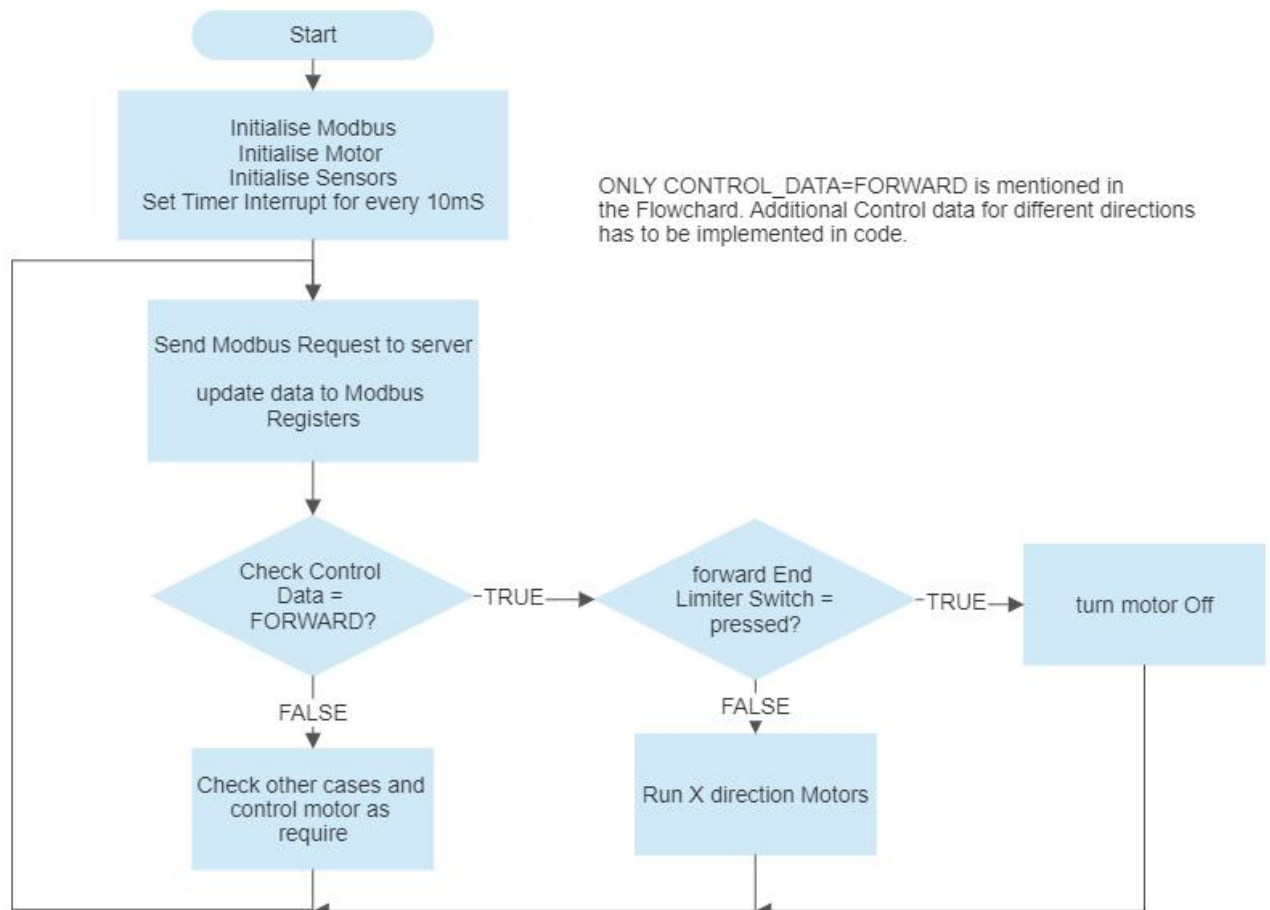 Start
Initialise Modbus
Initialise Motor
Initialise Sensors
Set Timer Interrupt for every 10mS
ONLY CONTROL_DATA=FORWARD is mentioned in
the Flowchard. Additional Control data for different directions
has to be implemented in code.
Send Modbus Request to server
update data to Modbus
Registers
Check Control
Data =
FORWARD?
TRUE
forward End
Limiter Switch =
pressed?
TRUE
turn motor Off
FALSE
FALSE
Check other cases and
control motor as
require
Run X direction Motors